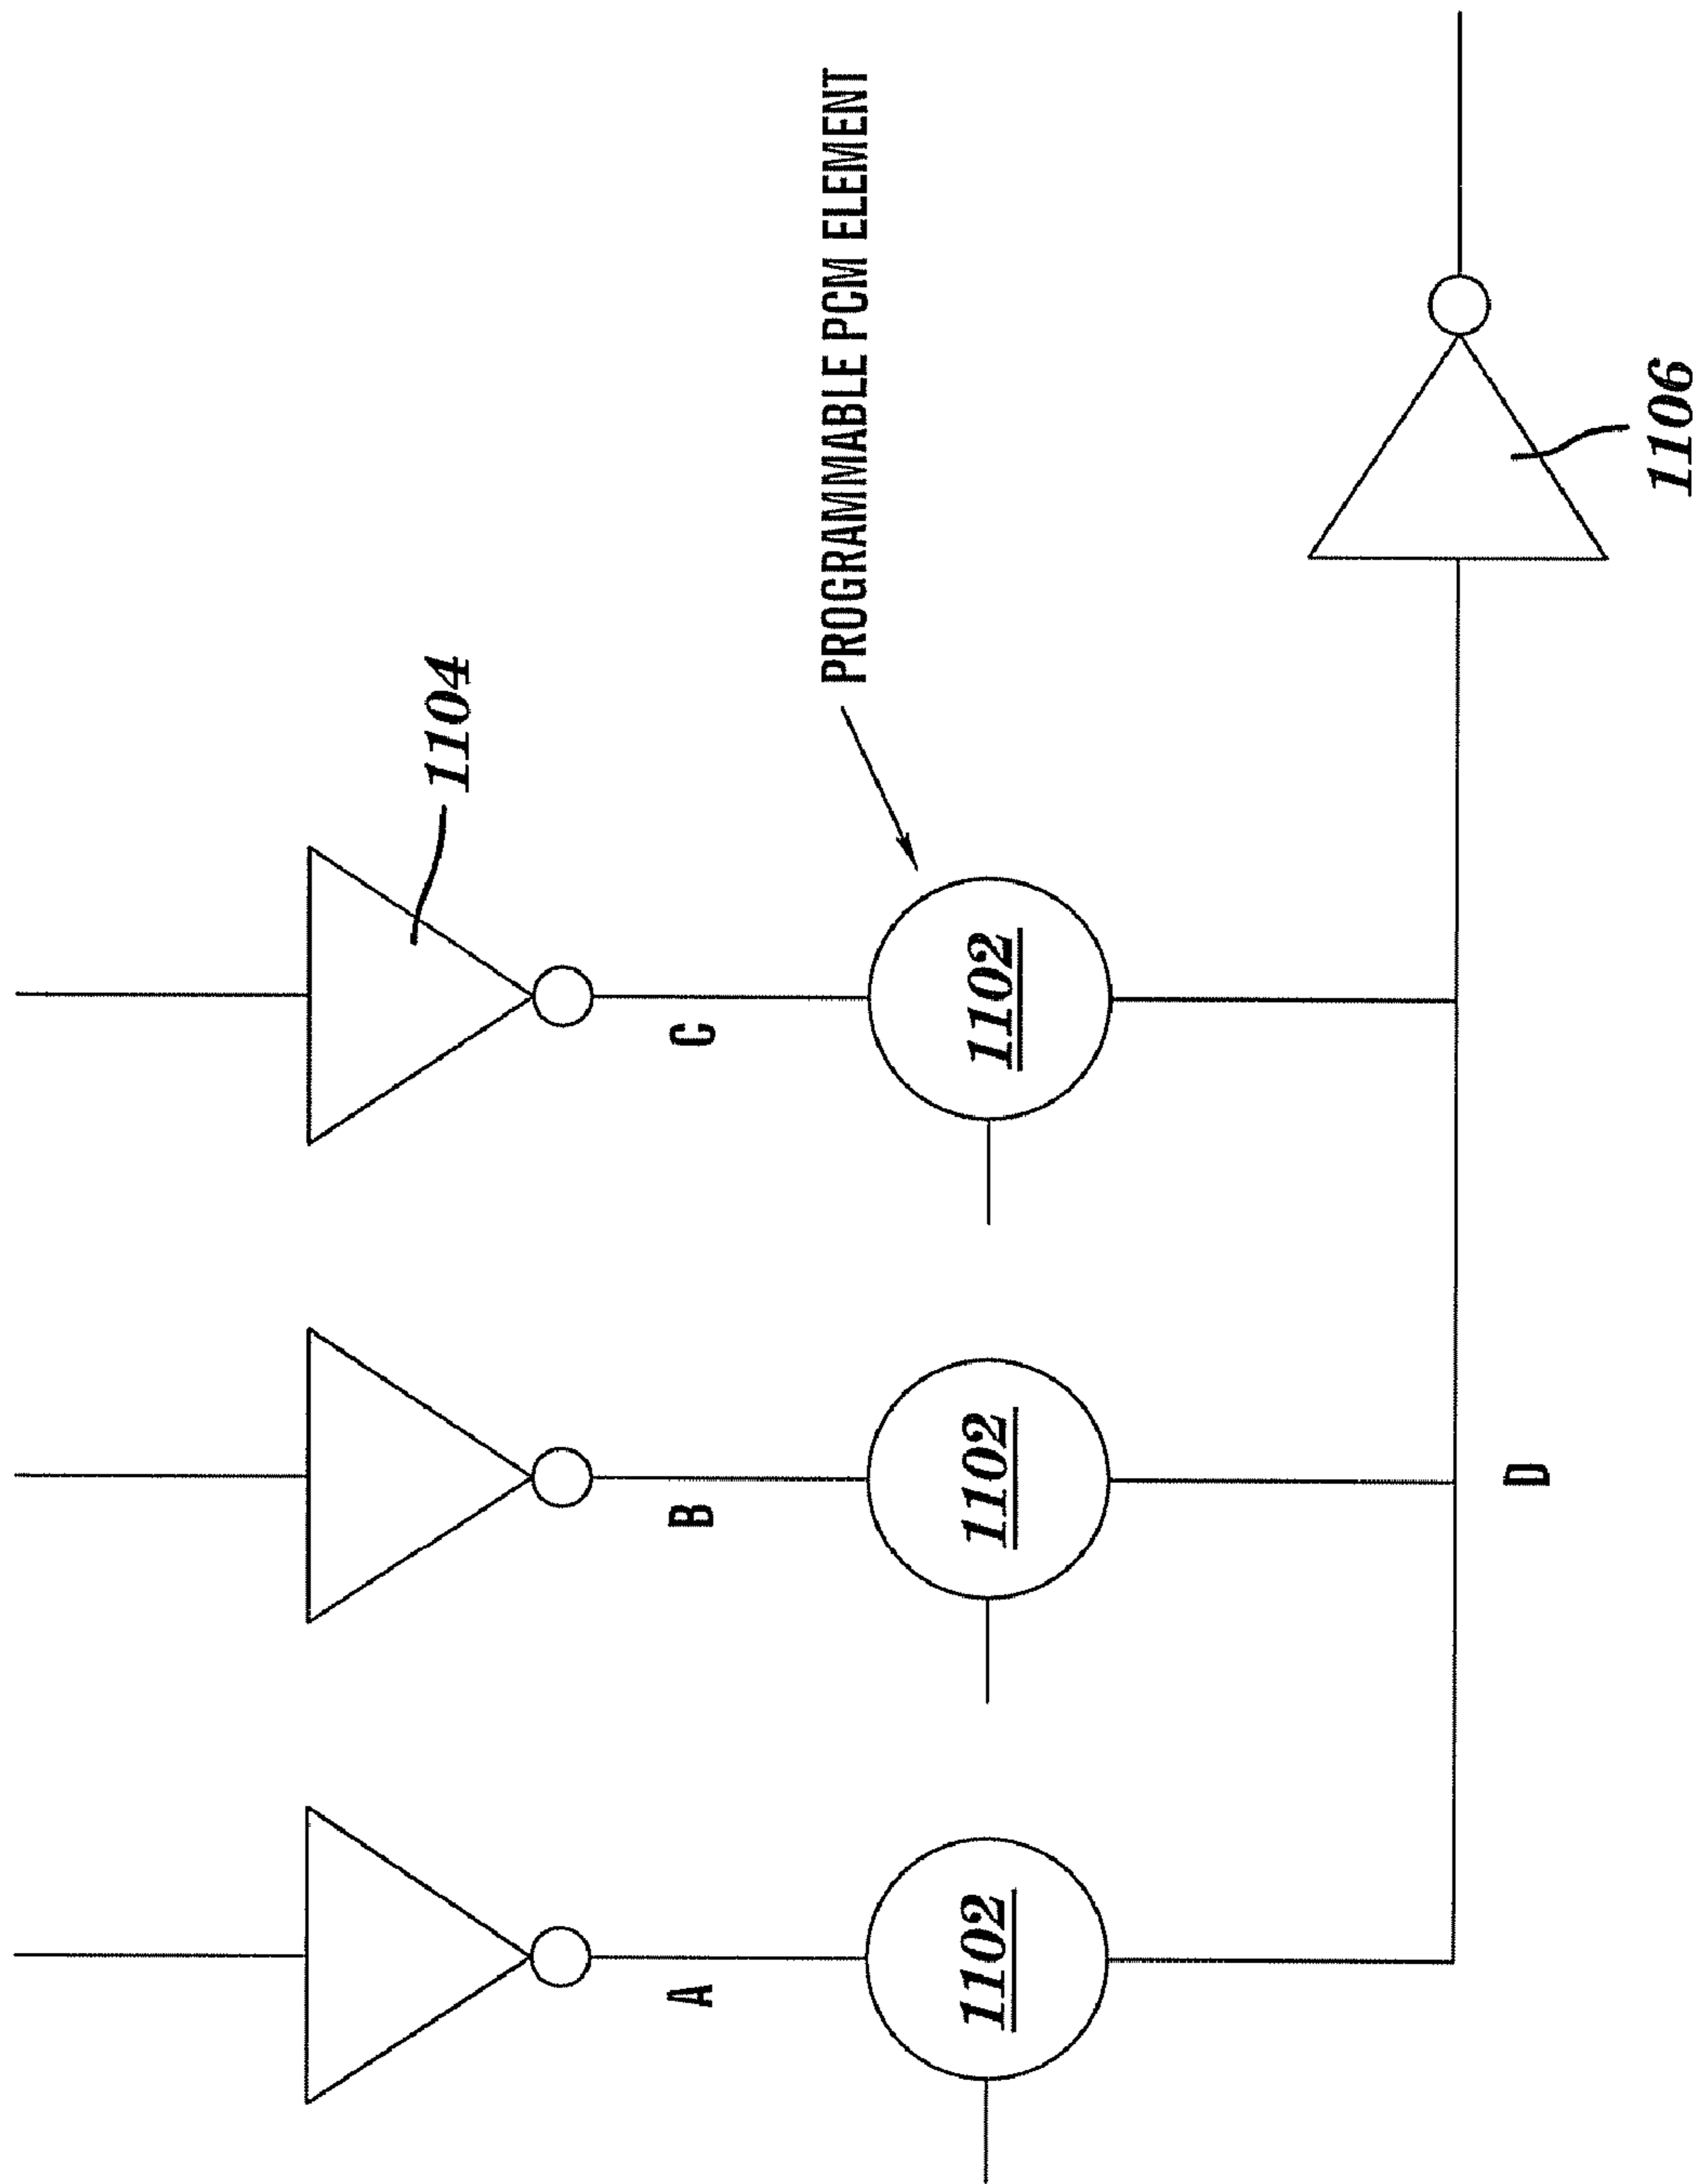 1104
PROGRAMMABLE PCM ELEMENT
A
B
C
1102
1102
1102
D
1106